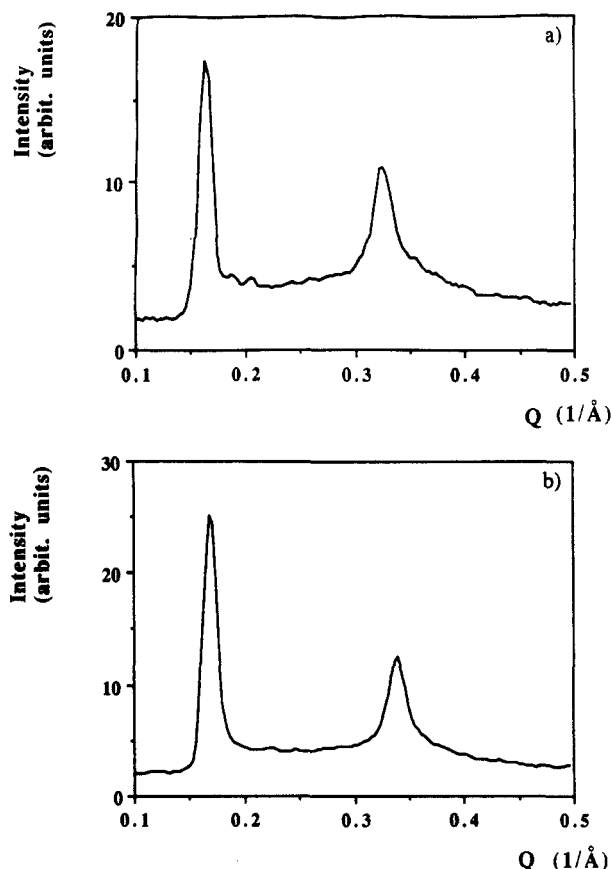 a)
Intensity
(arbit. units)
20
10
0
0.1 0.2 0.3 0.4 0.5
Q (1/Å)
b)
Intensity
(arbit. units)
30
20
10
0
0.1 0.2 0.3 0.4 0.5
Q (1/Å)